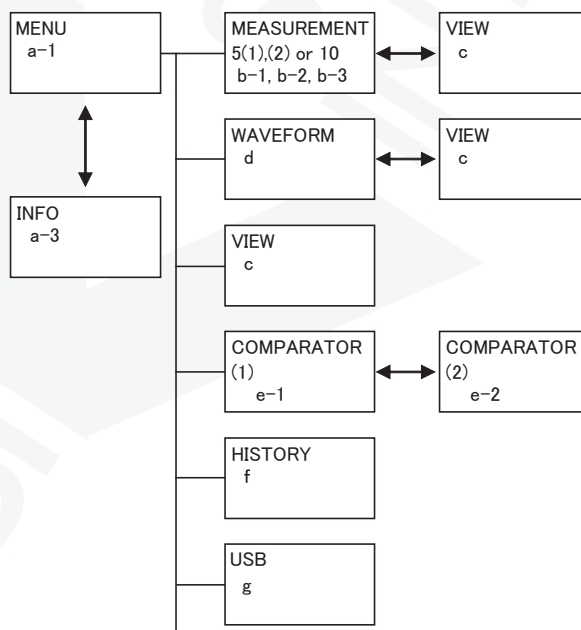 MENU
a-1
MEASUREMENT
5(1),(2) or 10
b-1, b-2, b-3
VIEW
c
WAVEFORM
d
VIEW
c
INFO
a-3
VIEW
c
COMPARATOR
(1)
e-1
COMPARATOR
(2)
e-2
HISTORY
f
USB
g